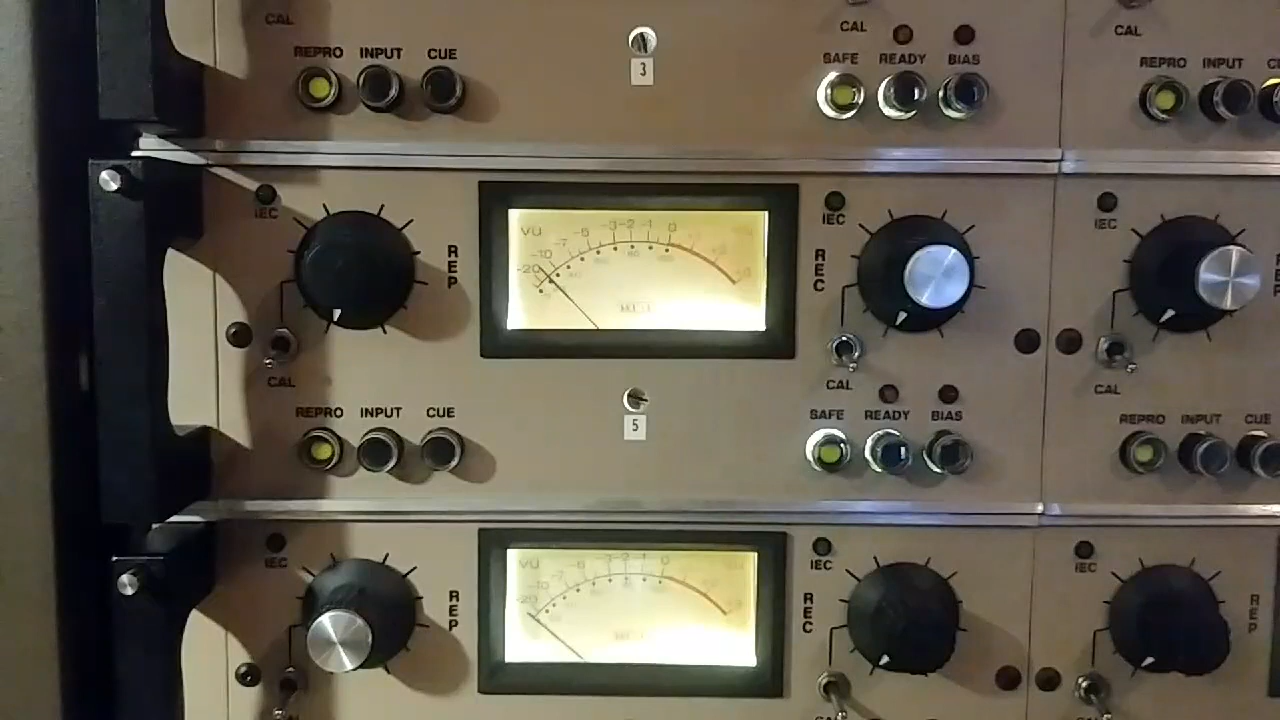 CAL
CAL
CAL
REPRO INPUT CUE
3
SAFE READY BIAS
REPRO INPUT
IEC
REP
VU
-20 -10 -7 -5 -3 -2 -1 0
IEC
REC
IEC
CAL
CAL
CAL
REPRO INPUT CUE
5
SAFE READY BIAS
REPRO INPUT CUE
IEC
REP
VU
-20 -10 -7 -5 -3 -2 -1 0
IEC
REC
IEC
REP